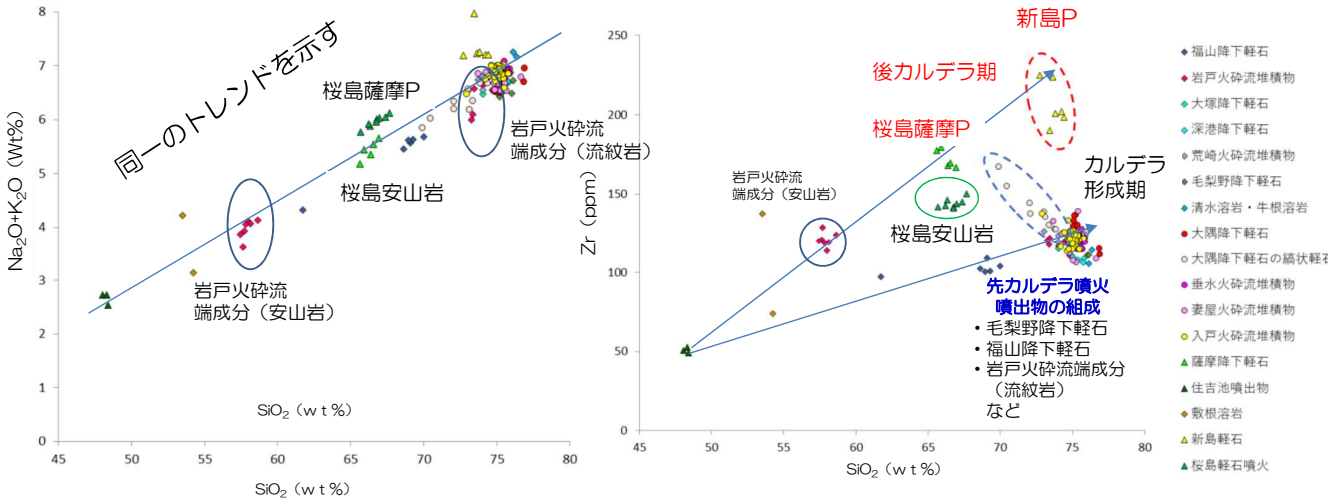 8
7
6
5
4
3
2
1
0
Na₂O+K₂O (Wt%)
同一のトレンドを示す
桜島薩摩P
桜島安山岩
岩戸火砕流
端成分（流紋岩）
岩戸火砕流
端成分（安山岩）
SiO₂（ｗｔ%）
45
50
55
60
65
70
75
80
SiO₂（ｗｔ%）
250
200
150
100
50
0
Zr（ppm）
新島P
後カルデラ期
桜島薩摩P
岩戸火砕流
端成分（安山岩）
桜島安山岩
カルデラ
形成期
先カルデラ噴火
噴出物の組成
・毛梨野降下軽石
・福山降下軽石
・岩戸火砕流端成分
（流紋岩）
など
45
50
55
60
65
70
75
80
SiO₂（ｗｔ%）
福山降下軽石
岩戸火砕流堆積物
大塚降下軽石
深港降下軽石
荒崎火砕流堆積物
毛梨野降下軽石
清水溶岩・牛根溶岩
大隅降下軽石
大隅降下軽石の縞状軽石
垂水火砕流堆積物
妻屋火砕流堆積物
入戸火砕流堆積物
薩摩降下軽石
住吉池噴出物
敷根溶岩
新島軽石
桜島軽石噴火